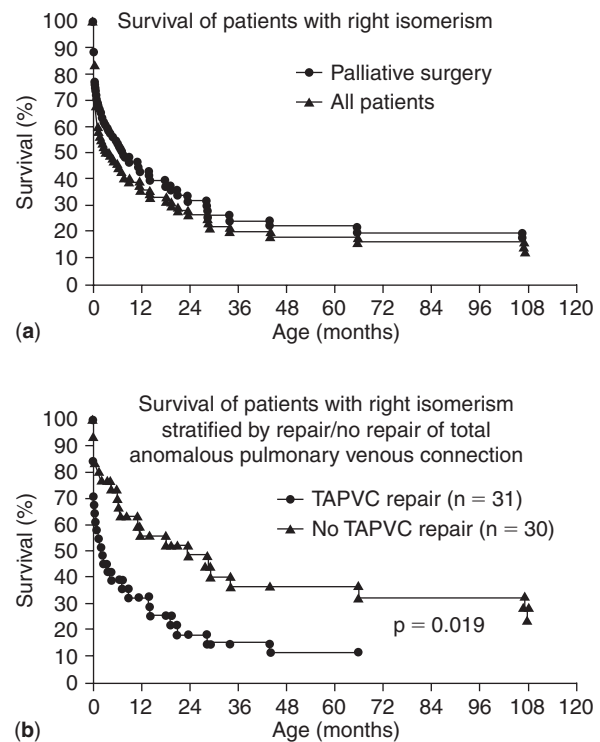 Survival of patients with right isomerism
Palliative surgery
All patients
Survival (%)
100
90
80
70
60
50
40
30
20
10
0
0 12 24 36 48 60 72 84 96 108 120
Age (months)
(a)
Survival of patients with right isomerism
stratified by repair/no repair of total
anomalous pulmonary venous connection
TAPVC repair (n = 31)
No TAPVC repair (n = 30)
p = 0.019
Survival (%)
100
90
80
70
60
50
40
30
20
10
0
0 12 24 36 48 60 72 84 96 108 120
Age (months)
(b)